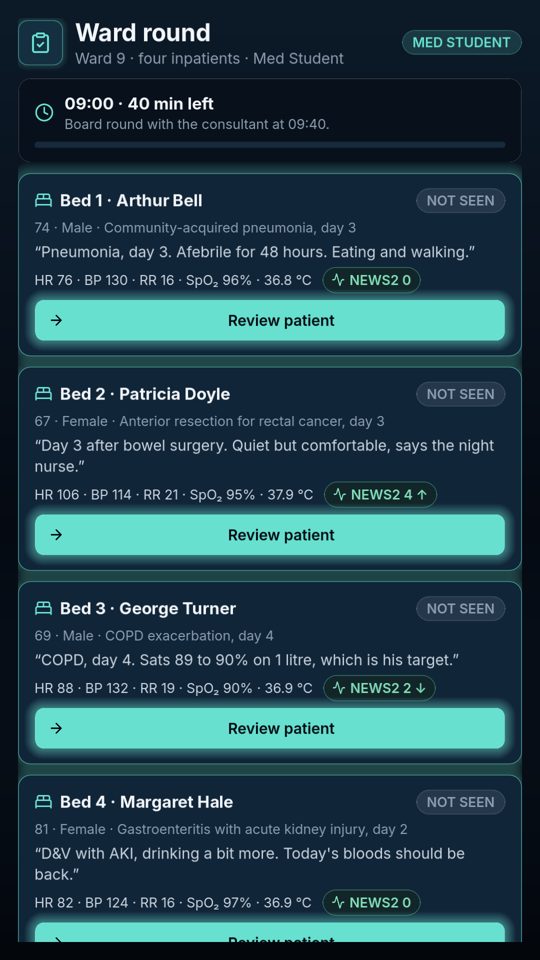 Ward round
Ward 9 · four inpatients · Med Student
MED STUDENT
09:00 · 40 min left
Board round with the consultant at 09:40.
Bed 1 · Arthur Bell
NOT SEEN
74 · Male · Community-acquired pneumonia, day 3
“Pneumonia, day 3. Afebrile for 48 hours. Eating and walking.”
HR 76 · BP 130 · RR 16 · SpO₂ 96% · 36.8 °C
NEWS2 0
→ Review patient
Bed 2 · Patricia Doyle
NOT SEEN
67 · Female · Anterior resection for rectal cancer, day 3
“Day 3 after bowel surgery. Quiet but comfortable, says the night
nurse.”
HR 106 · BP 114 · RR 21 · SpO₂ 95% · 37.9 °C
NEWS2 4 ↑
→ Review patient
Bed 3 · George Turner
NOT SEEN
69 · Male · COPD exacerbation, day 4
“COPD, day 4. Sats 89 to 90% on 1 litre, which is his target.”
HR 88 · BP 132 · RR 19 · SpO₂ 90% · 36.9 °C
NEWS2 2 ↓
→ Review patient
Bed 4 · Margaret Hale
NOT SEEN
81 · Female · Gastroenteritis with acute kidney injury, day 2
“D&V with AKI, drinking a bit more. Today's bloods should be
back.”
HR 82 · BP 124 · RR 16 · SpO₂ 97% · 36.9 °C
NEWS2 0
→ Review patient